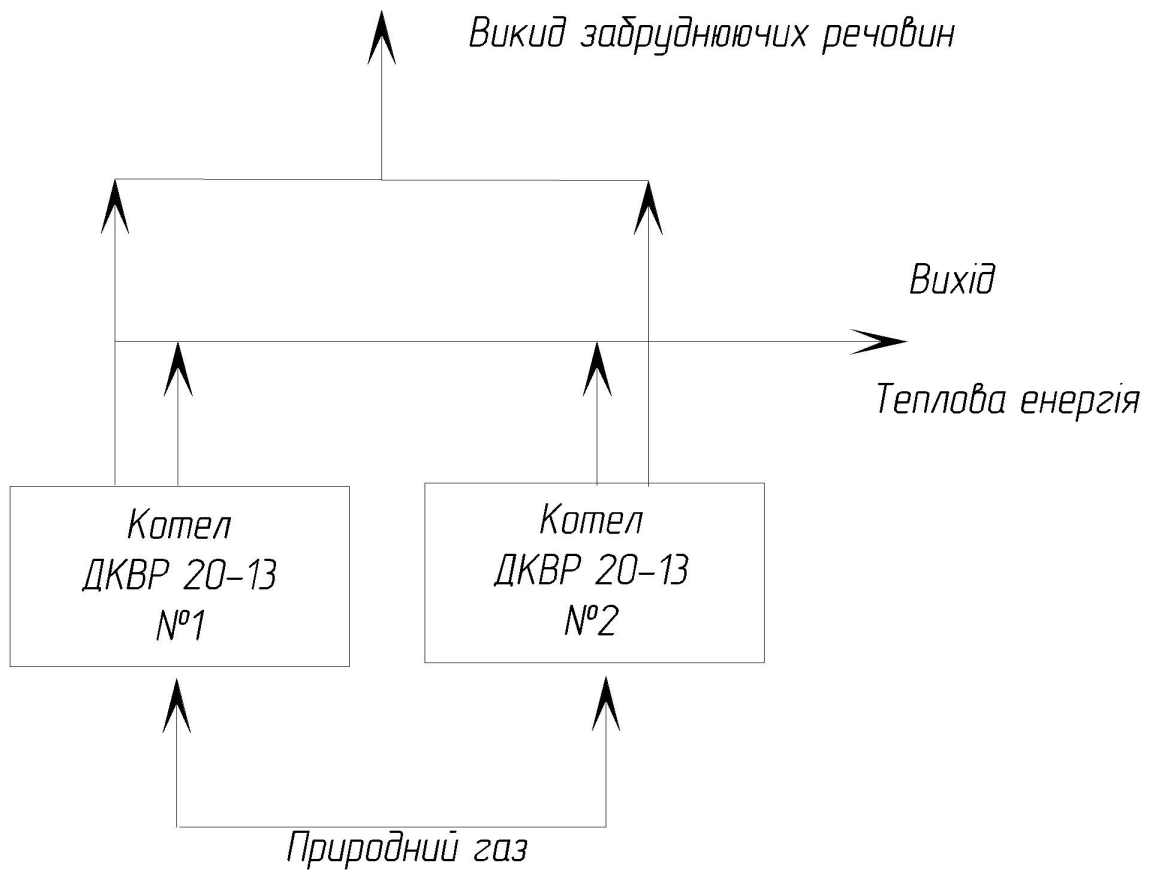 Викид забруднюючих речовин
Вихід
Теплова енергія
Котел
ДКВР 20-13
№1
Котел
ДКВР 20-13
№2
Природний газ